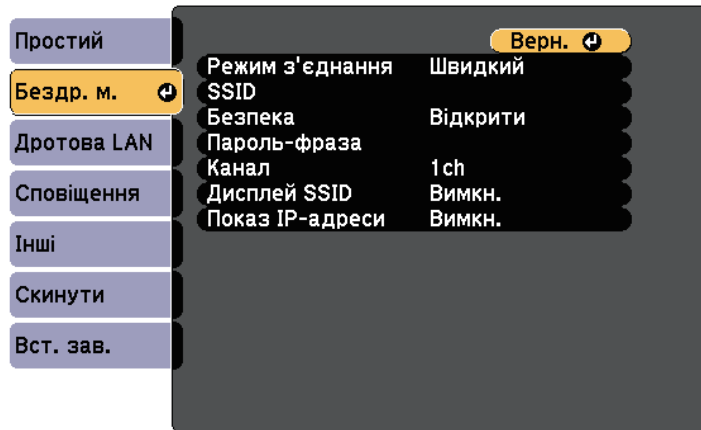 Простий
Бездр. м.
Дротова LAN
Сповіщення
Інші
Скинути
Вст. зав.
Верн.
Режим з'єднання Швидкий
SSID
Безпека Відкрити
Пароль-фраза
Канал 1ch
Дисплей SSID Вимкн.
Показ IP-адреси Вимкн.